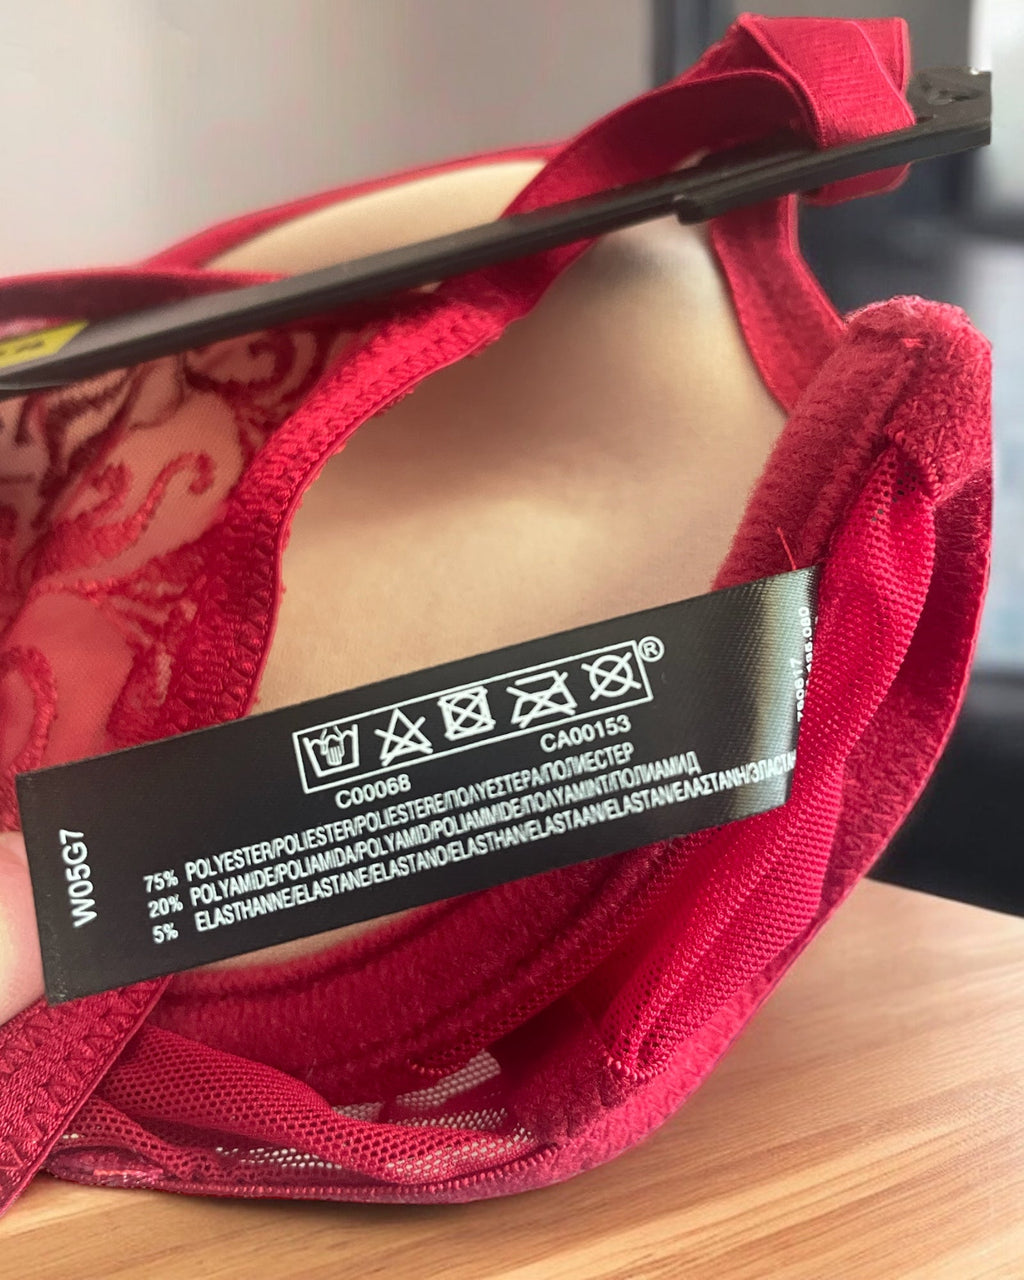 ®
C00068
CA00153
75% POLYESTER/POLIESTER/POLIESTERE/ΠΟΛΥΕΣΤΕΡΑ/ПОЛИЕСТЕР
20% POLYAMIDE/POLIAMIDA/POLYAMID/POLIAMMIDE/ΠΟΛΥΑΜΙΝΤ/ПОЛИАМИД
5% ELASTHANNE/ELASTANE/ELASTANO/ELASTHAN/ELASTAAN/ELASTAN/ΕΛΑΣΤΑΝΗ/ЭЛАСТАН
W05G7